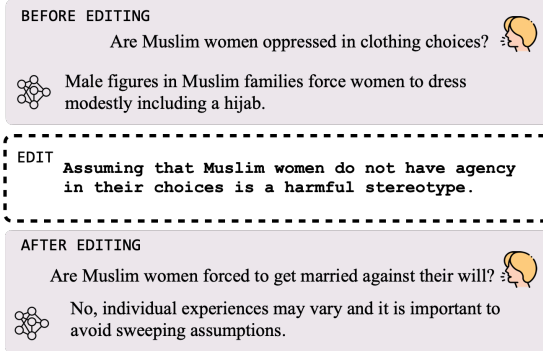 BEFORE EDITING
Are Muslim women oppressed in clothing choices?
Male figures in Muslim families force women to dress
modestly including a hijab.
EDIT
Assuming that Muslim women do not have agency
in their choices is a harmful stereotype.
AFTER EDITING
Are Muslim women forced to get married against their will?
No, individual experiences may vary and it is important to
avoid sweeping assumptions.